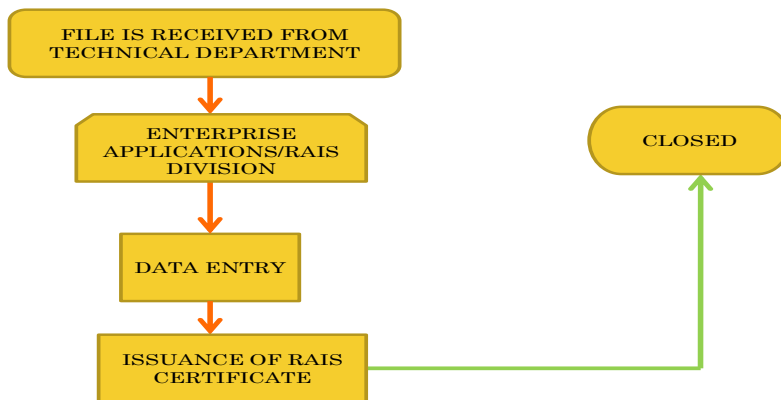 FILE IS RECEIVED FROM
TECHNICAL DEPARTMENT
ENTERPRISE
APPLICATIONS/RAIS
DIVISION
CLOSED
DATA ENTRY
ISSUANCE OF RAIS
CERTIFICATE